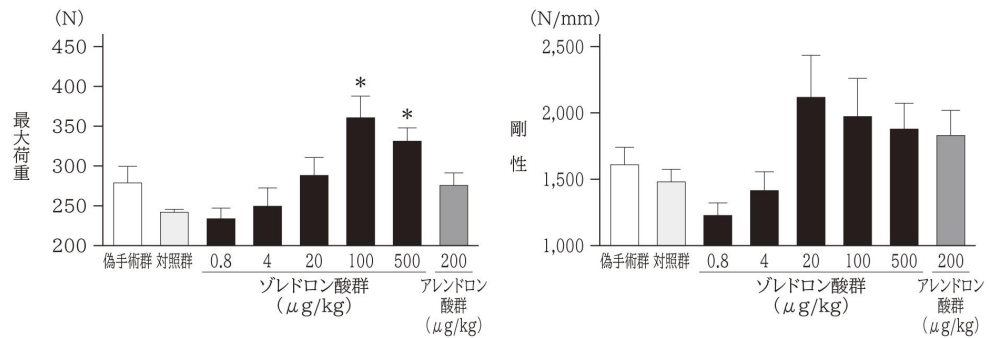 (N)
450
400
350
300
250
200
最大荷重
*
*
偽手術群 対照群 0.8 4 20 100 500 200
ゾレドロン酸群
(μg/kg)
アレンドロン
酸群
(μg/kg)
(N/mm)
2,500
2,000
1,500
1,000
剛性
偽手術群 対照群 0.8 4 20 100 500 200
ゾレドロン酸群
(μg/kg)
アレンドロン
酸群
(μg/kg)